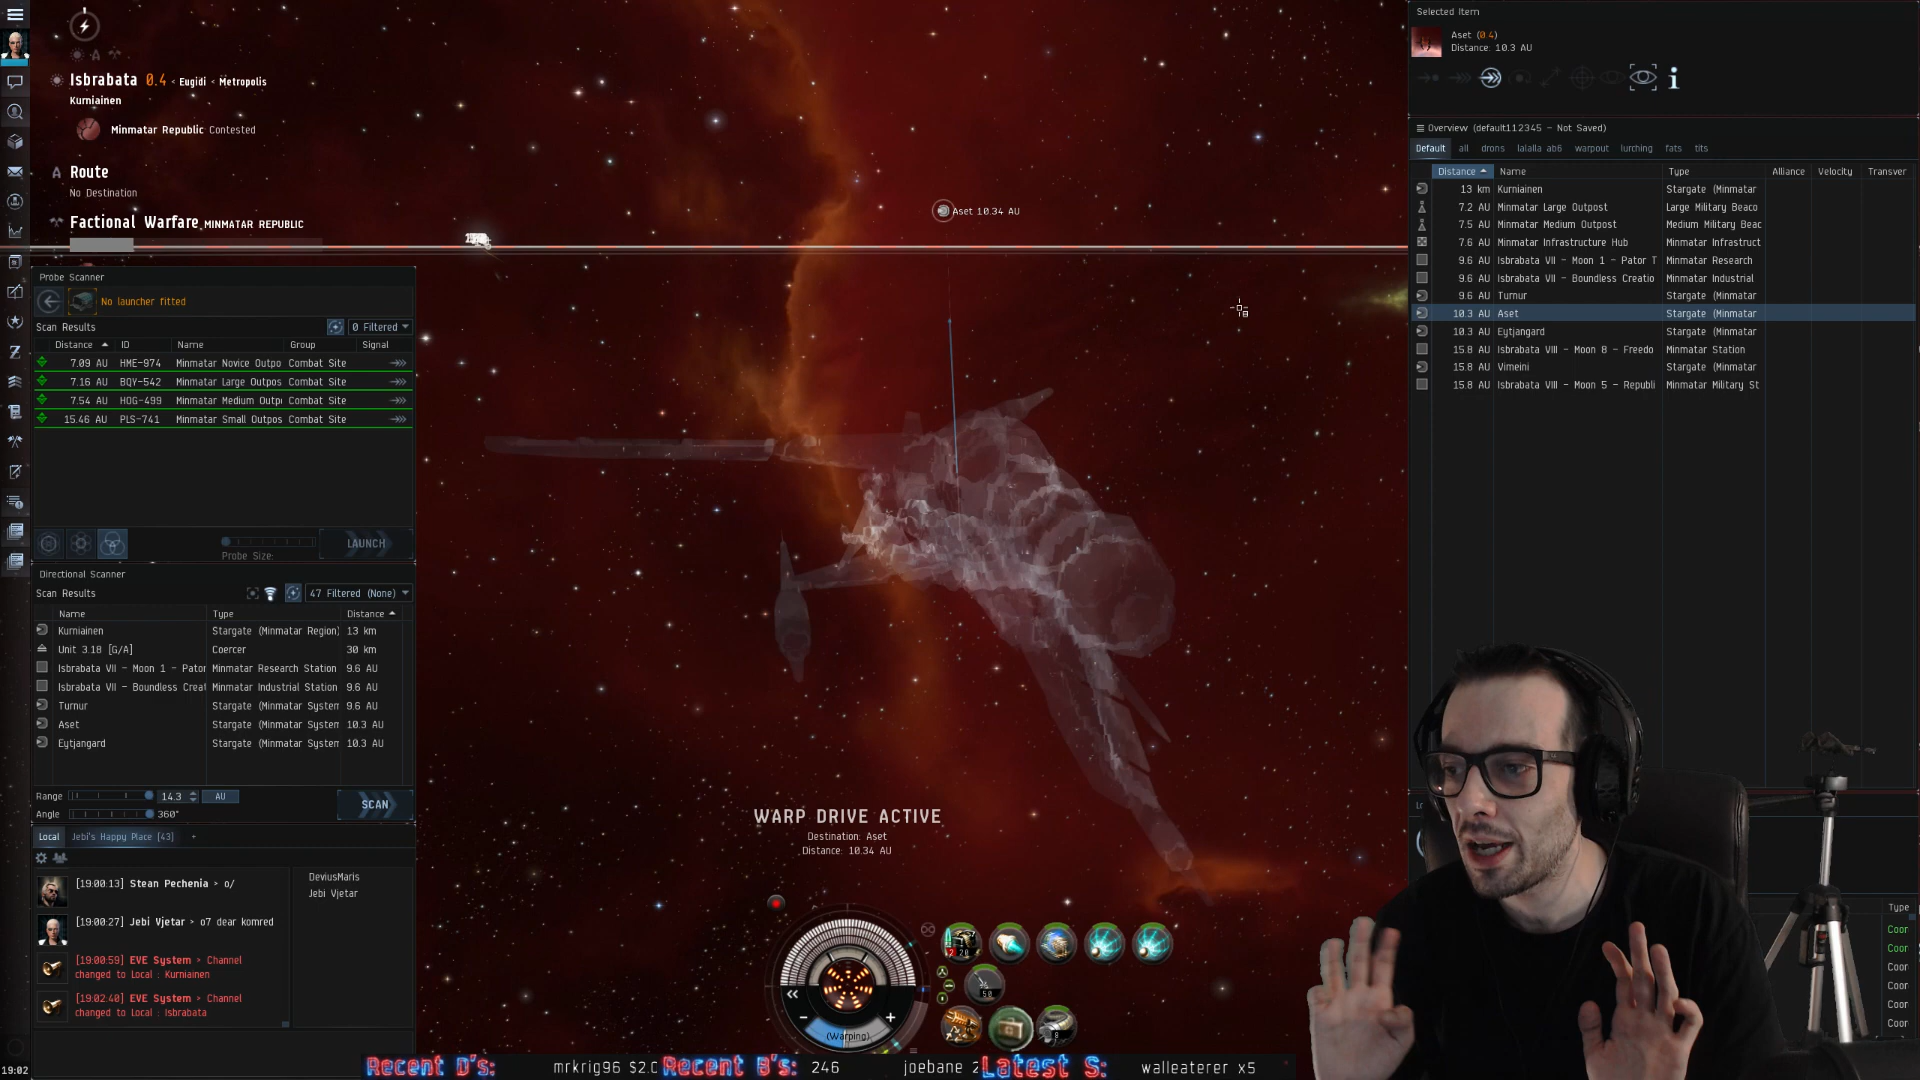 Isbrabata 0.4 < Eugidi < Metropolis
Kurniainen
Minmatar Republic Contested
Route
No Destination
Factional Warfare MINMATAR REPUBLIC
Probe Scanner
No launcher fitted
Scan Results
0 Filtered
Distance ID Name Group Signal
7.09 AU HME-974 Minmatar Novice Outpo Combat Site
7.16 AU BQY-542 Minmatar Large Outpos Combat Site
7.54 AU HOG-499 Minmatar Medium Outp Combat Site
15.46 AU PLS-741 Minmatar Small Outpos Combat Site
LAUNCH
Probe Size:
Directional Scanner
Scan Results
47 Filtered (None)
Name Type Distance
Kurniainen Stargate (Minmatar Region) 13 km
Unit 3.18 [G/A] Coercer 30 km
Isbrabata VII - Moon 1 - Pator Minmatar Research Station 9.6 AU
Isbrabata VII - Boundless Creat Minmatar Industrial Station 9.6 AU
Turnur Stargate (Minmatar System 9.6 AU
Aset Stargate (Minmatar System 10.3 AU
Eytjangard Stargate (Minmatar System 10.3 AU
Range 14.3 AU
Angle 360°
SCAN
Local Jebi's Happy Place [43] +
[19:00:13] Stean Pechenia > o/
[19:00:27] Jebi Vjetar > o7 dear komred
[19:00:59] EVE System > Channel
changed to Local : Kurniainen
[19:02:40] EVE System > Channel
changed to Local : Isbrabata
DeviusMaris
Jebi Vjetar
19:02
Aset 10.34 AU
WARP DRIVE ACTIVE
Destination: Aset
Distance: 10.34 AU
(Warping)
Recent D's: mrkrig96 $2.0 Recent B's: 246 joebane 2 Latest S: walleaterer x5
Selected Item
Aset (0.4)
Distance: 10.3 AU
Overview (default112345 - Not Saved)
Default all drons lalalla ab6 warpout lurching fats tits
Distance Name Type Alliance Velocity Transver
13 km Kurniainen Stargate (Minmatar
7.2 AU Minmatar Large Outpost Large Military Beaco
7.5 AU Minmatar Medium Outpost Medium Military Beac
7.6 AU Minmatar Infrastructure Hub Minmatar Infrastruct
9.6 AU Isbrabata VII - Moon 1 - Pator T Minmatar Research
9.6 AU Isbrabata VII - Boundless Creatio Minmatar Industrial
9.6 AU Turnur Stargate (Minmatar
10.3 AU Aset Stargate (Minmatar
10.3 AU Eytjangard Stargate (Minmatar
15.8 AU Isbrabata VIII - Moon 8 - Freedo Minmatar Station
15.8 AU Vimeini Stargate (Minmatar
15.8 AU Isbrabata VIII - Moon 5 - Republi Minmatar Military St
Type
Coer
Coer
Coer
Coer
Coer
Coer